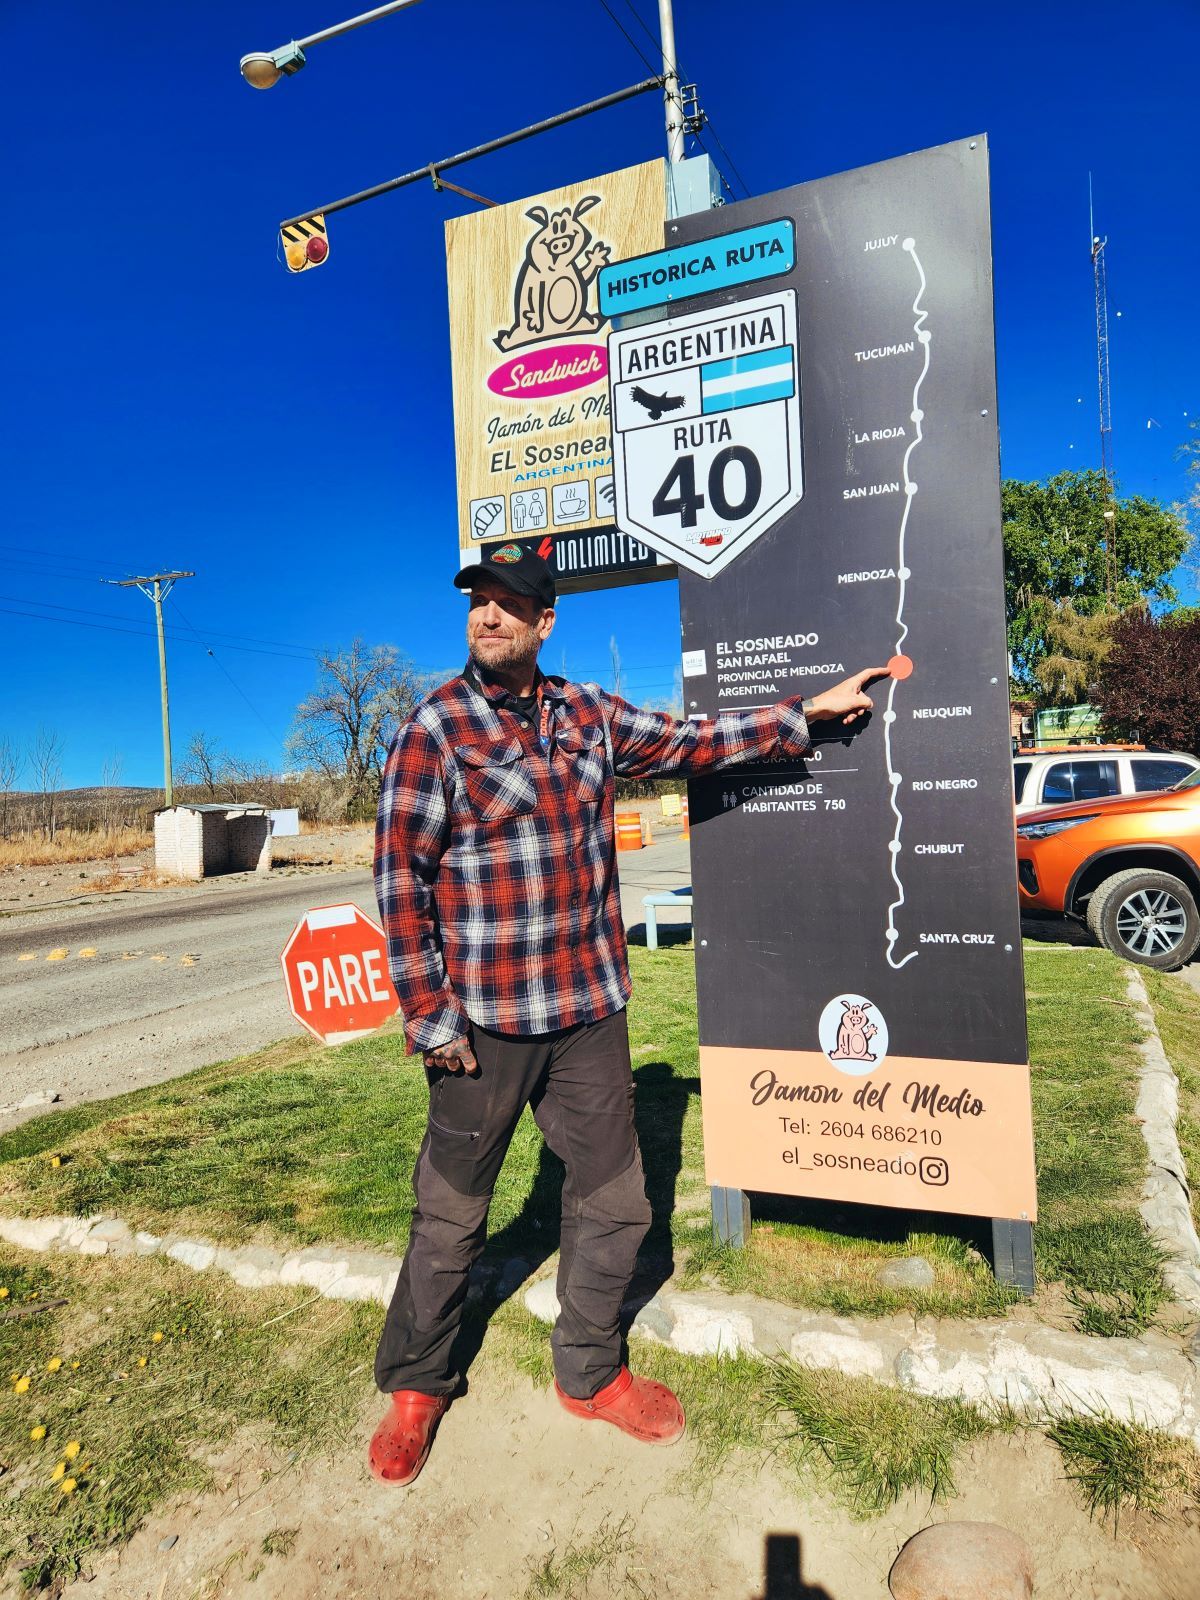 Sandwich
Jamón del Me
EL Sosnea
ARGENTINA
UNLIMITED
HISTORICA RUTA
ARGENTINA
RUTA
40
JUJUY
TUCUMAN
LA RIOJA
SAN JUAN
MENDOZA
EL SOSNEADO
SAN RAFAEL
PROVINCIA DE MENDOZA
ARGENTINA.
NEUQUEN
RIO NEGRO
CANTIDAD DE
HABITANTES 750
CHUBUT
SANTA CRUZ
Jamon del Medio
Tel: 2604 686210
el_sosneado
PARE